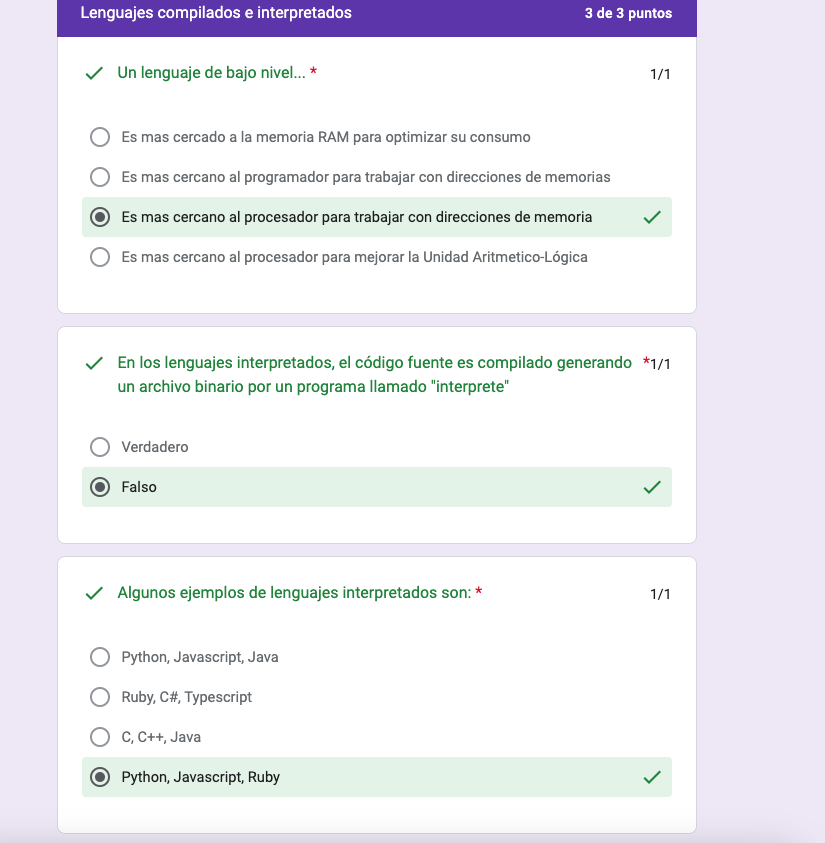 Lenguajes compilados e interpretados
3 de 3 puntos
Un lenguaje de bajo nivel... *
1/1
Es mas cercado a la memoria RAM para optimizar su consumo
Es mas cercano al programador para trabajar con direcciones de memorias
Es mas cercano al procesador para trabajar con direcciones de memoria
Es mas cercano al procesador para mejorar la Unidad Aritmetico-Lógica
En los lenguajes interpretados, el código fuente es compilado generando *1/1
un archivo binario por un programa llamado "interprete"
Verdadero
Falso
Algunos ejemplos de lenguajes interpretados son: *
1/1
Python, Javascript, Java
Ruby, C#, Typescript
C, C++, Java
Python, Javascript, Ruby